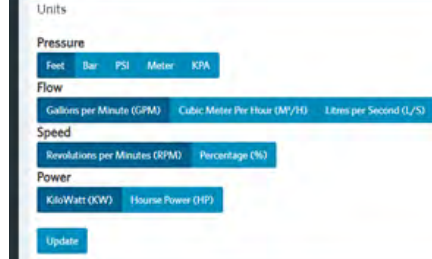 Units
Pressure
Feet Bar PSI Meter KPA
Flow
Gallons per Minute (GPM) Cubic Meter Per Hour (M³/H) Litres per Second (L/S)
Speed
Revolutions per Minutes (RPM) Percentage (%)
Power
KiloWatt (KW) Hourse Power (HP)
Update